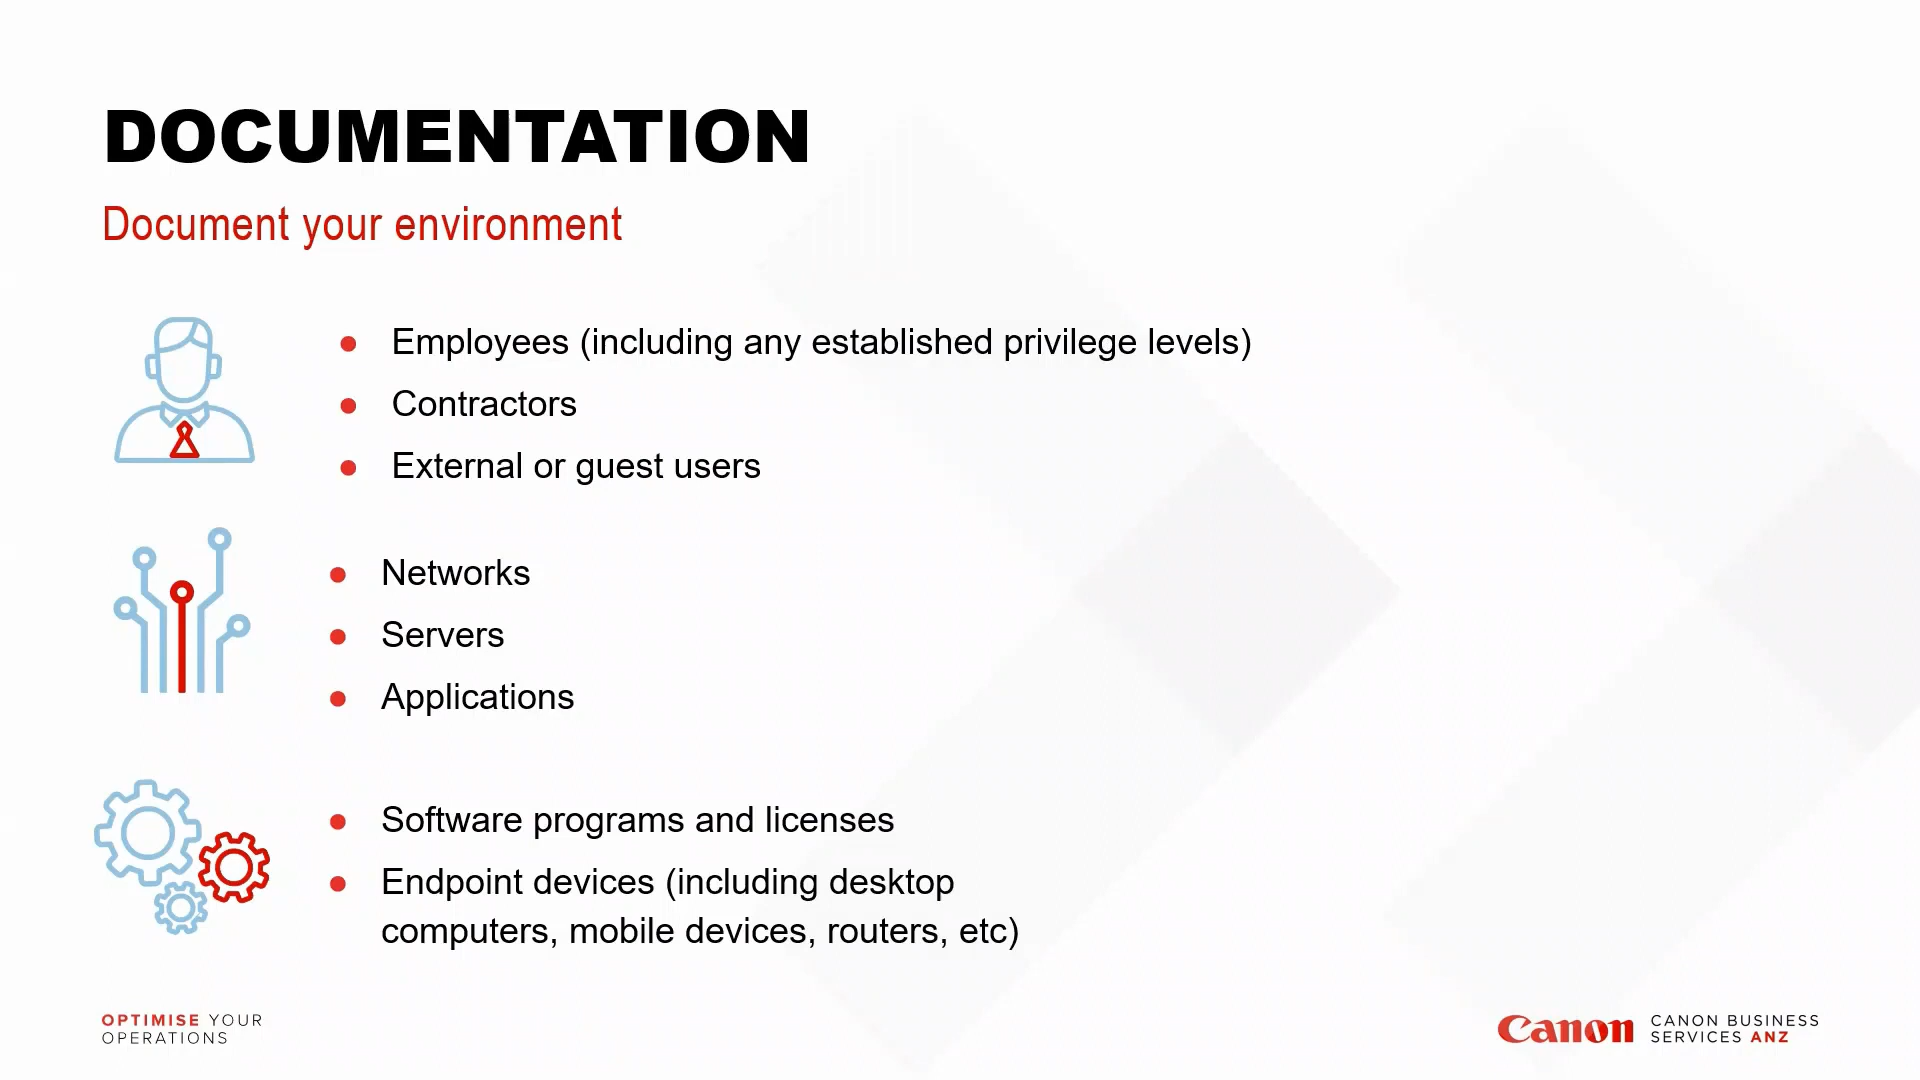 DOCUMENTATION
Document your environment
● Employees (including any established privilege levels)
● Contractors
● External or guest users
● Networks
● Servers
● Applications
● Software programs and licenses
● Endpoint devices (including desktop
computers, mobile devices, routers, etc)
OPTIMISE YOUR
OPERATIONS
Canon
CANON BUSINESS
SERVICES ANZ